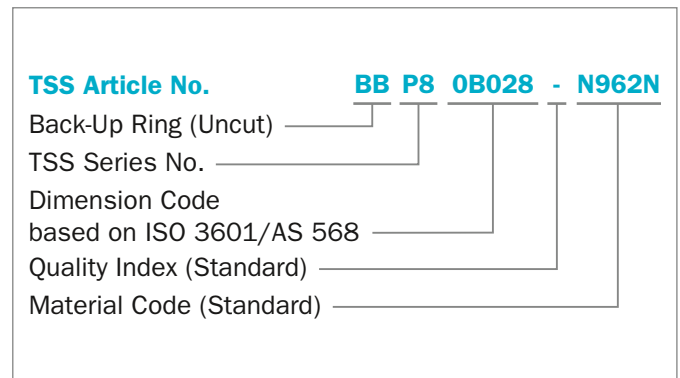 TSS Article No. BB P8 0B028 - N962N
Back-Up Ring (Uncut)
TSS Series No.
Dimension Code
based on ISO 3601/AS 568
Quality Index (Standard)
Material Code (Standard)